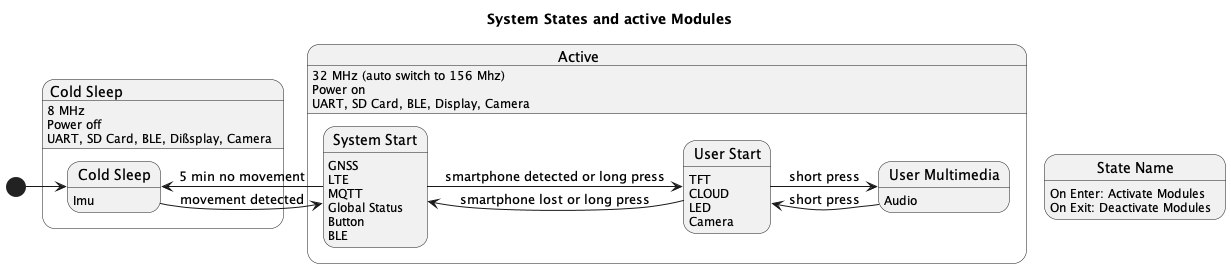 System States and active Modules
Cold Sleep
8 MHz
Power off
UART, SD Card, BLE, Dißsplay, Camera
Cold Sleep
Imu
5 min no movement
movement detected
Active
32 MHz (auto switch to 156 Mhz)
Power on
UART, SD Card, BLE, Display, Camera
System Start
GNSS
LTE
MQTT
Global Status
Button
BLE
smartphone detected or long press
smartphone lost or long press
User Start
TFT
CLOUD
LED
Camera
short press
short press
User Multimedia
Audio
State Name
On Enter: Activate Modules
On Exit: Deactivate Modules